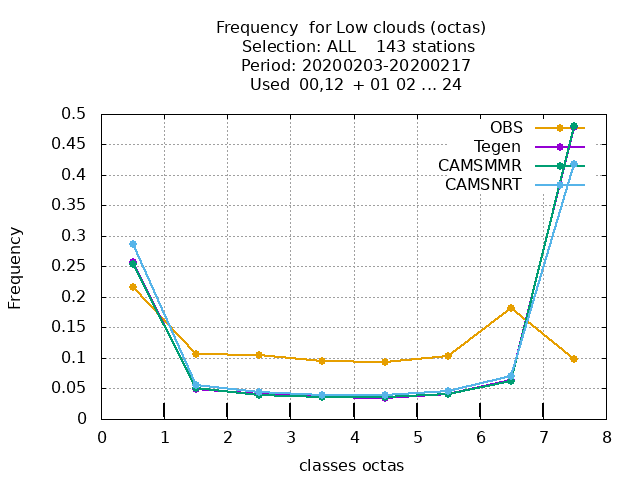 Frequency  for Low clouds (octas)
Selection: ALL    143 stations
Period: 20200203-20200217
Used  00,12  + 01 02 ... 24
0.5
0.45
0.4
0.35
0.3
0.25
0.2
0.15
0.1
0.05
0
Frequency
OBS
Tegen
CAMSMMR
CAMSNRT
0 1 2 3 4 5 6 7 8
classes octas